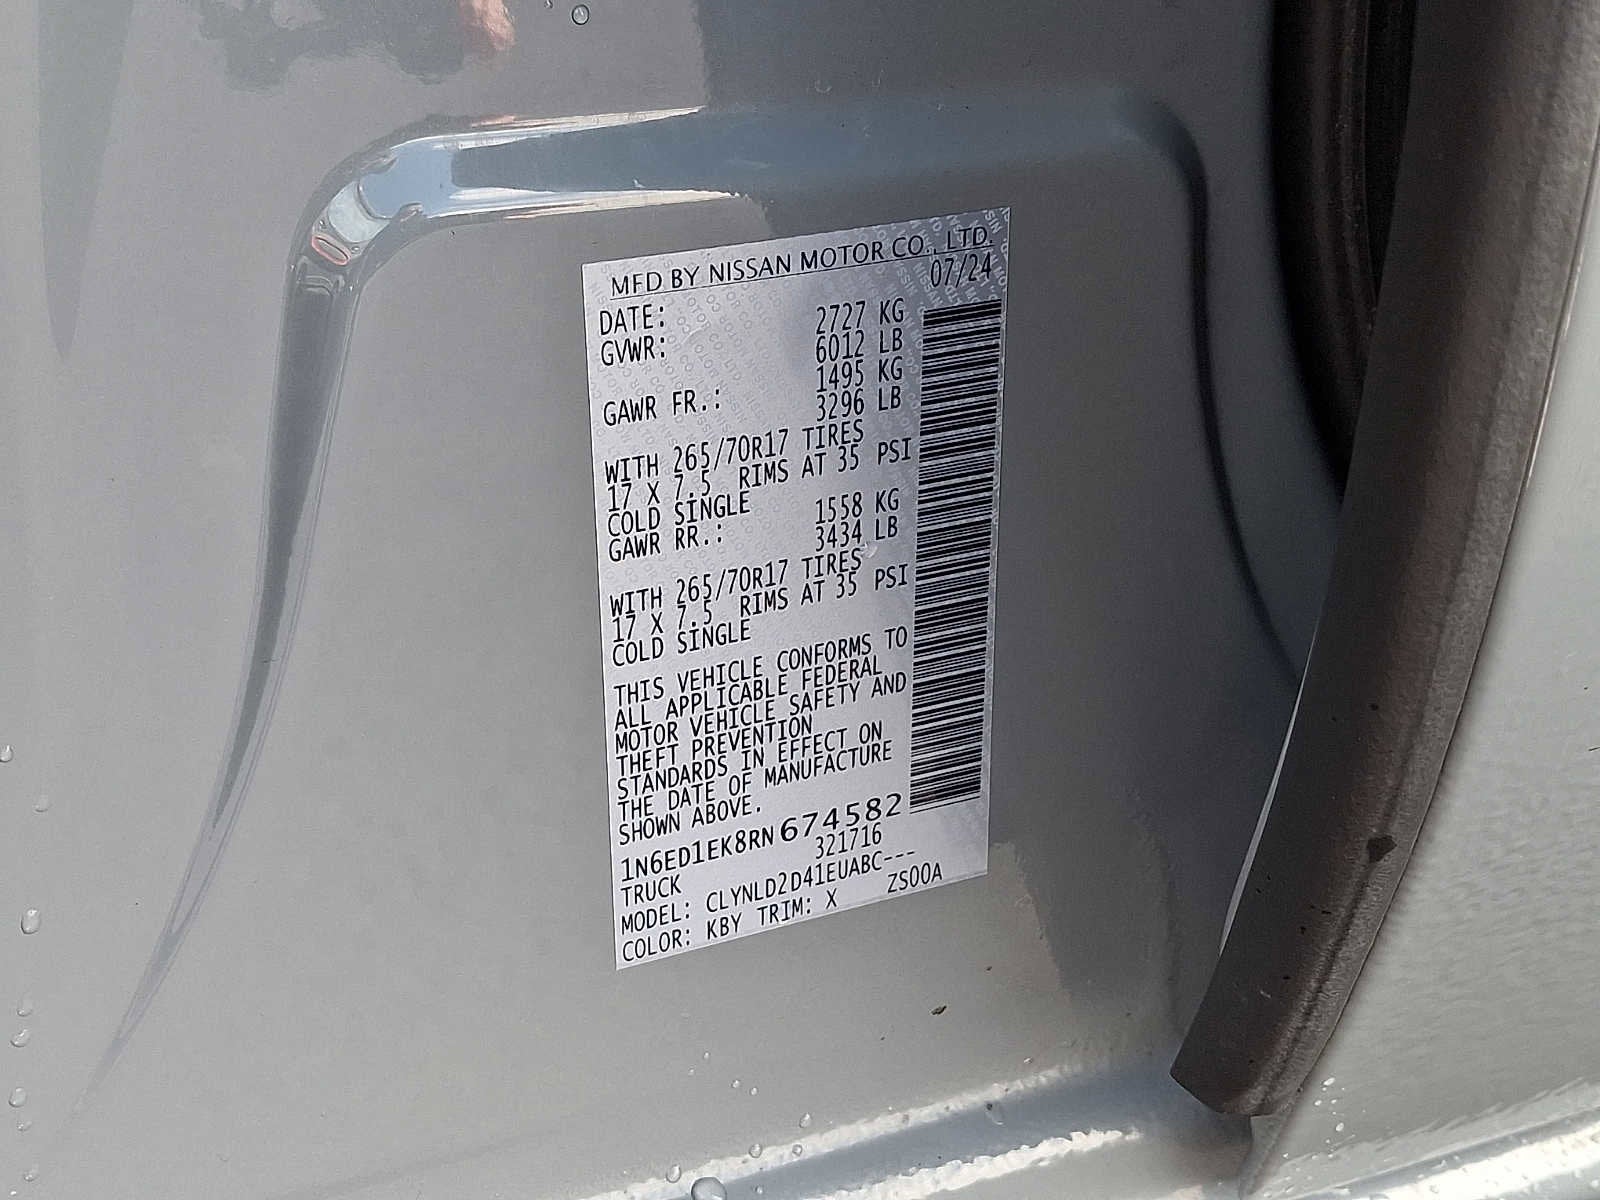 MFD BY NISSAN MOTOR CO., LTD.
DATE: 07/24
GVWR: 2727 KG
6012 LB
GAWR FR.: 1495 KG
3296 LB
WITH 265/70R17 TIRES
17 X 7.5 RIMS AT 35 PSI
COLD SINGLE
GAWR RR.: 1558 KG
3434 LB
WITH 265/70R17 TIRES
17 X 7.5 RIMS AT 35 PSI
COLD SINGLE
THIS VEHICLE CONFORMS TO
ALL APPLICABLE FEDERAL
MOTOR VEHICLE SAFETY AND
THEFT PREVENTION
STANDARDS IN EFFECT ON
THE DATE OF MANUFACTURE
SHOWN ABOVE.
1N6ED1EK8RN674582
TRUCK 321716
MODEL: CLYNLD2D41EUABC---
COLOR: KBY TRIM: X ZS00A